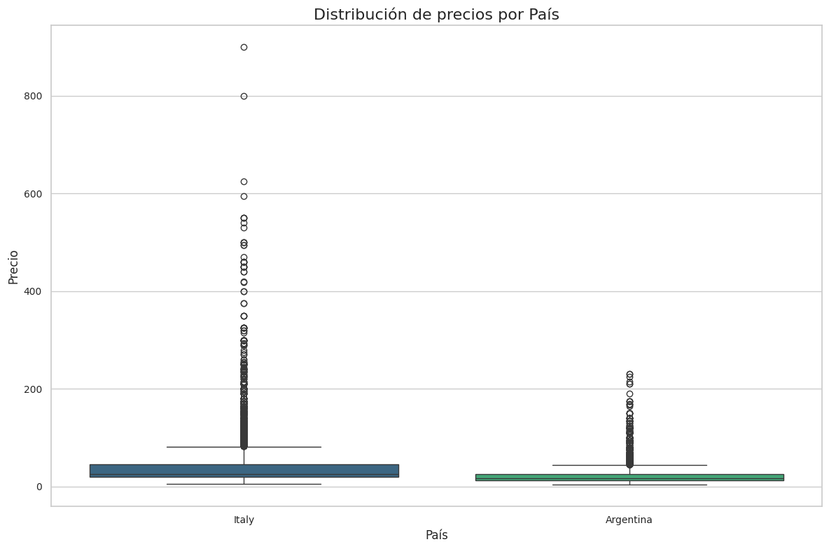 Distribución de precios por País
800
600
400
200
0
Precio
Italy
Argentina
País